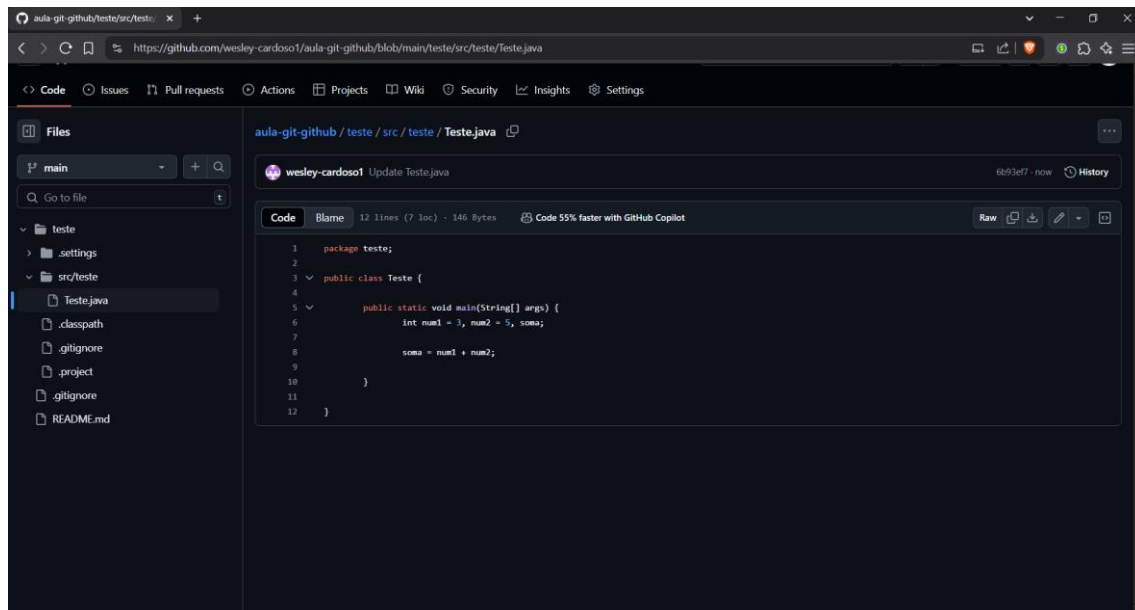 aula-git-github/teste/src/teste/
https://github.com/wesley-cardoso1/aula-git-github/blob/main/teste/src/teste/Teste.java
Code Issues Pull requests Actions Projects Wiki Security Insights Settings
Files
main
Go to file t
teste
.settings
src/teste
Teste.java
.classpath
.gitignore
.project
.gitignore
README.md
aula-git-github / teste / src / teste / Teste.java
wesley-cardoso1 Update Teste.java 6b93ef7 · now History
Code Blame 12 lines (7 loc) · 146 Bytes Code 55% faster with GitHub Copilot Raw
1 package teste;
2
3 public class Teste {
4
5 public static void main(String[] args) {
6 int num1 = 3, num2 = 5, soma;
7
8 soma = num1 + num2;
9
10 }
11
12 }